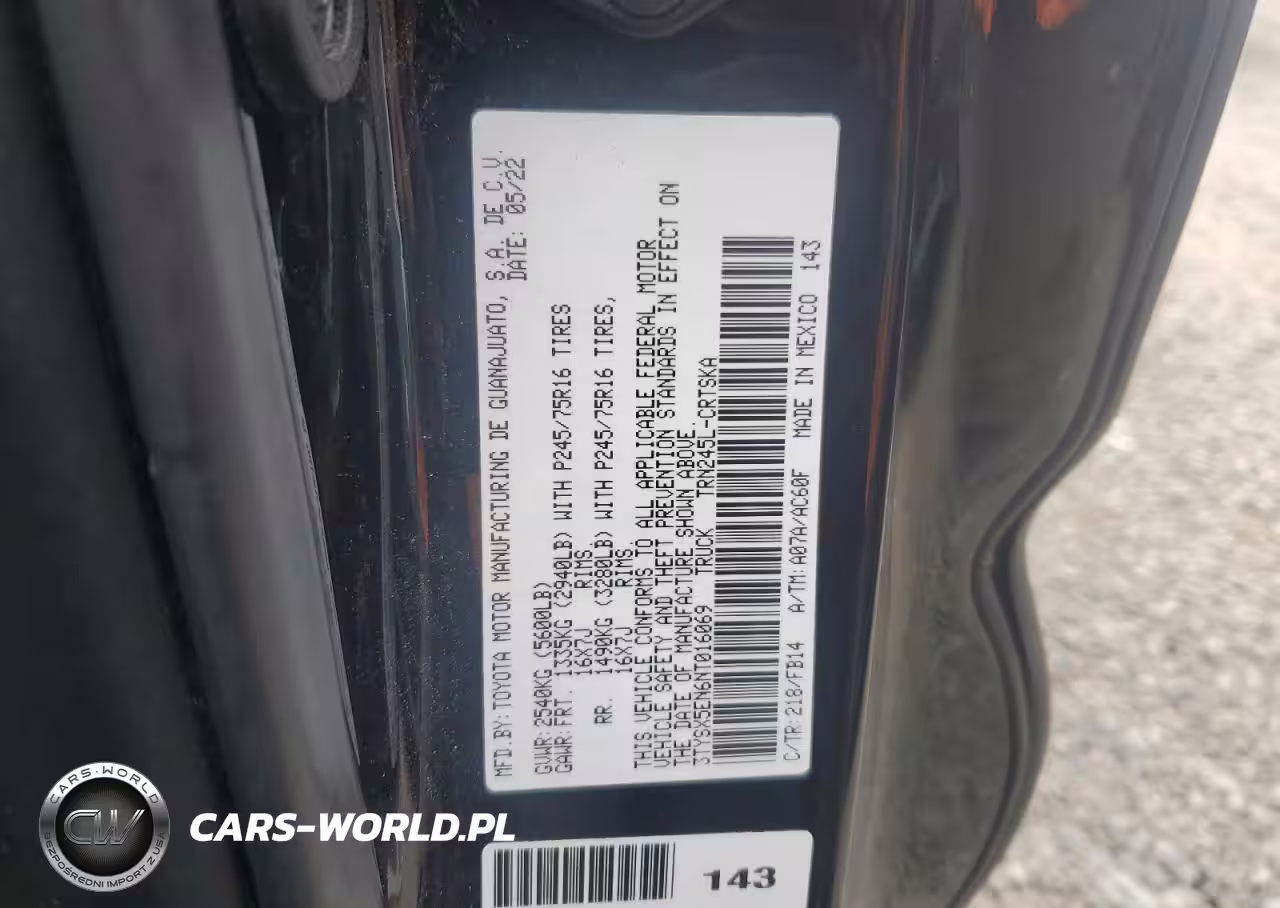 MFD.BY:TOYOTA MOTOR MANUFACTURING DE GUANAJUATO, S.A. DE C.V.
DATE: 05/22
GVWR:2540KG (5600LB)
GAWR:FRT. 1335KG (2940LB) WITH P245/75R16 TIRES
16X7J RIMS
RR. 1490KG (3280LB) WITH P245/75R16 TIRES,
16X7J RIMS.
THIS VEHICLE CONFORMS TO ALL APPLICABLE FEDERAL MOTOR
VEHICLE SAFETY AND THEFT PREVENTION STANDARDS IN EFFECT ON
THE DATE OF MANUFACTURE SHOWN ABOVE.
3TYSX5EN6NT016069 TRUCK TRN245L-CRTSKA
C/TR:218/FB14 A/TM:A07A/AC60F MADE IN MEXICO 143
143
CARS-WORLD
CW
BEZPOŚREDNI IMPORT Z USA
CARS-WORLD.PL